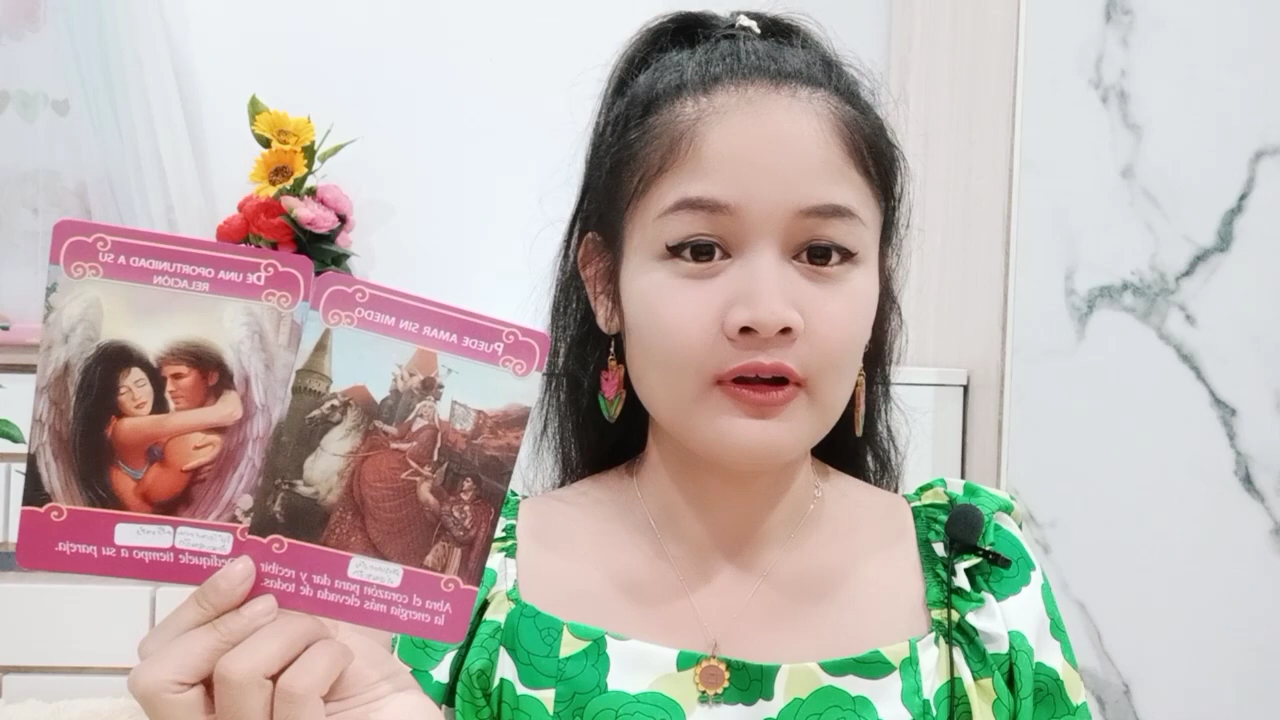 DE UNA OPORTUNIDAD A SU
RELACIÓN
Dedíquele tiempo a su pareja.
PUEDE AMAR SIN MIEDO
Abra el corazón para dar y recibir
la energía más elevada de todas.